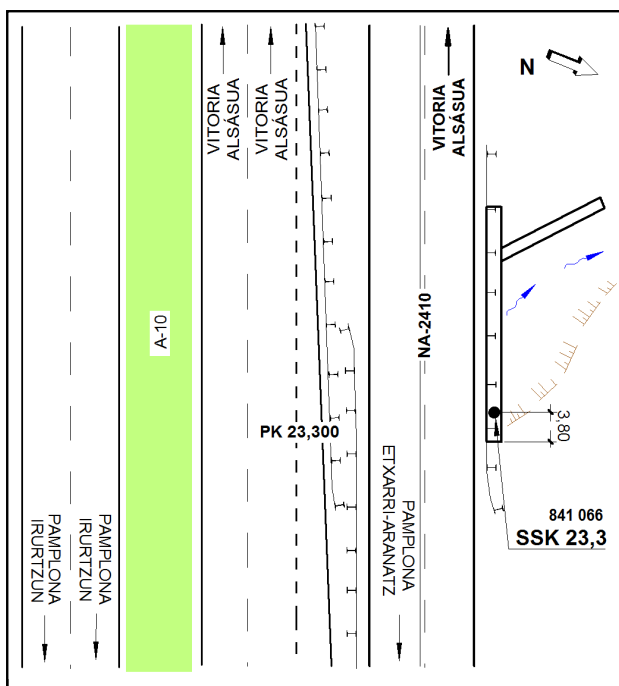 VITORIA
ALSÁSUA
VITORIA
ALSÁSUA
VITORIA
ALSÁSUA
N
A-10
NA-2410
PK 23,300
3,80
841 066
SSK 23,3
PAMPLONA
IRURTZUN
PAMPLONA
IRURTZUN
PAMPLONA
ETXARRI-ARANATZ